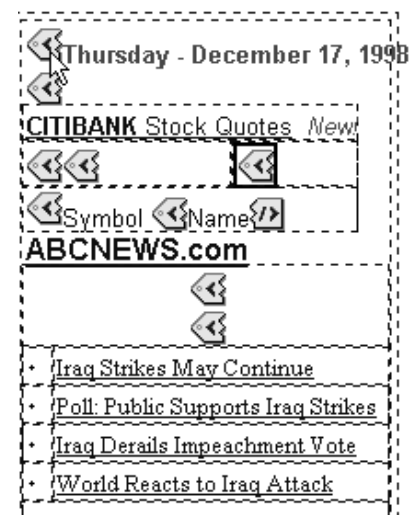 Thursday - December 17, 1998
CITIBANK Stock Quotes New!
Symbol Name
ABCNEWS.com
· Iraq Strikes May Continue
· Poll: Public Supports Iraq Strikes
· Iraq Derails Impeachment Vote
· World Reacts to Iraq Attack